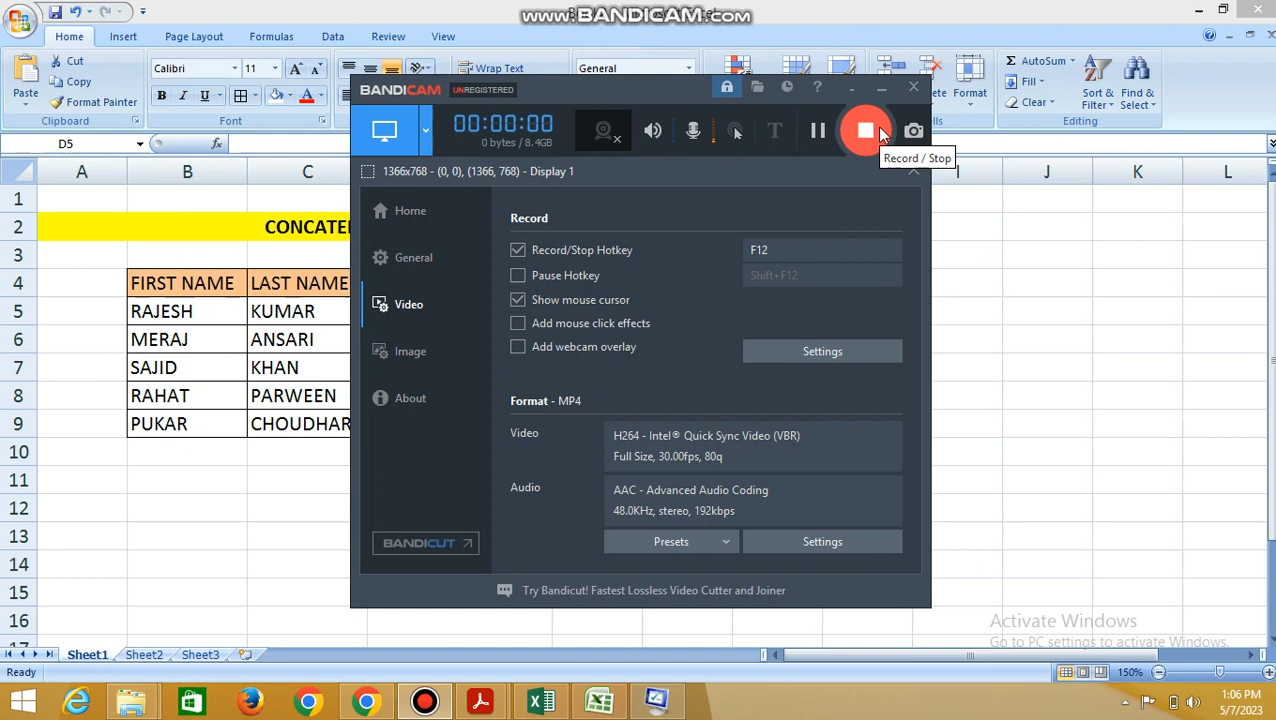 www.BANDICAM.com
Home Insert Page Layout Formulas Data Review View
Paste
Cut
Copy
Format Painter
Clipboard
Calibri 11
B I U
Font
Wrap Text
General
Format
AutoSum
Fill
Clear
Sort &
Filter
Find &
Select
Editing
D5
A B C I J K L
1
2 CONCATE
3
4 FIRST NAME LAST NAME
5 RAJESH KUMAR
6 MERAJ ANSARI
7 SAJID KHAN
8 RAHAT PARWEEN
9 PUKAR CHOUDHAR
10
11
12
13
14
15
16
17
BANDICAM UNREGISTERED
00:00:00
0 bytes / 8.4GB
Record / Stop
1366x768 - (0, 0), (1366, 768) - Display 1
Home
General
Video
Image
About
BANDICUT
Record
Record/Stop Hotkey F12
Pause Hotkey Shift+F12
Show mouse cursor
Add mouse click effects
Add webcam overlay
Settings
Format - MP4
Video
H264 - Intel® Quick Sync Video (VBR)
Full Size, 30.00fps, 80q
Audio
AAC - Advanced Audio Coding
48.0KHz, stereo, 192kbps
Presets Settings
Try Bandicut! Fastest Lossless Video Cutter and Joiner
Activate Windows
Go to PC settings to activate Windows.
Sheet1 Sheet2 Sheet3
Ready
150%
1:06 PM
5/7/2023